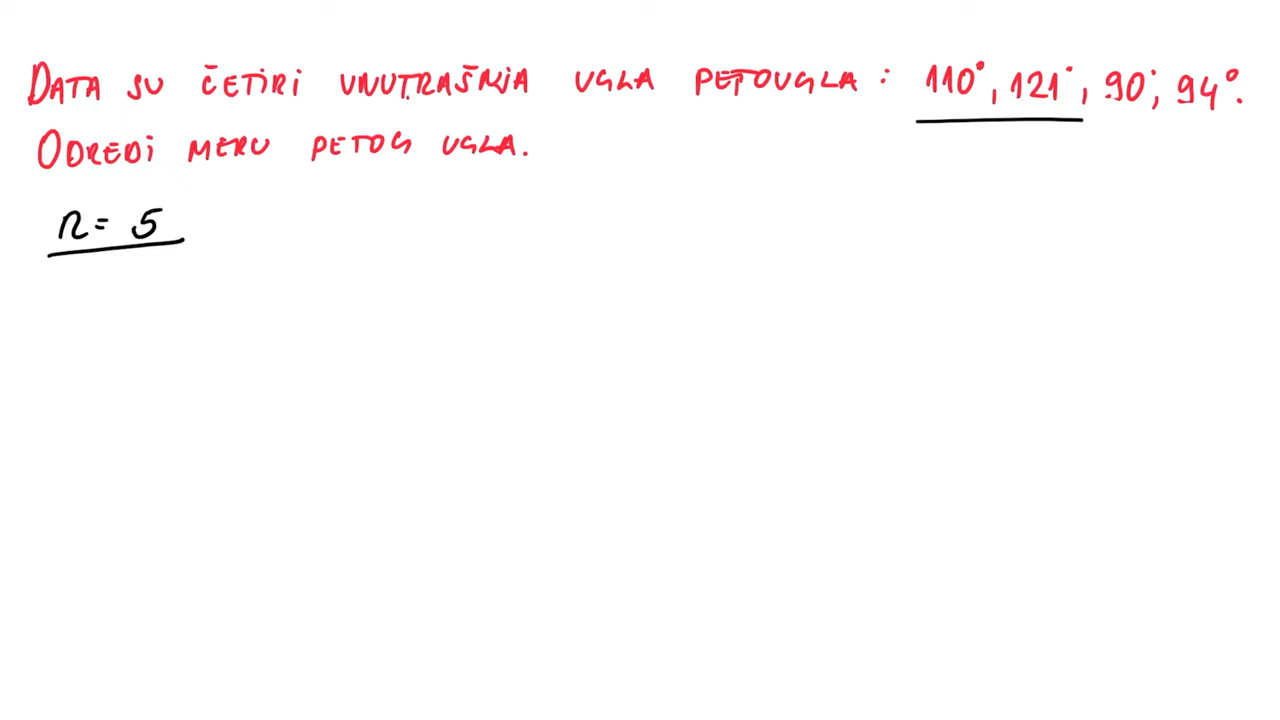 DATA SU ČETIRI UNUTRAŠNJA UGLA PETOUGLA: 110°, 121°, 90°, 94°.
ODREDI MERU PETOG UGLA.
n = 5